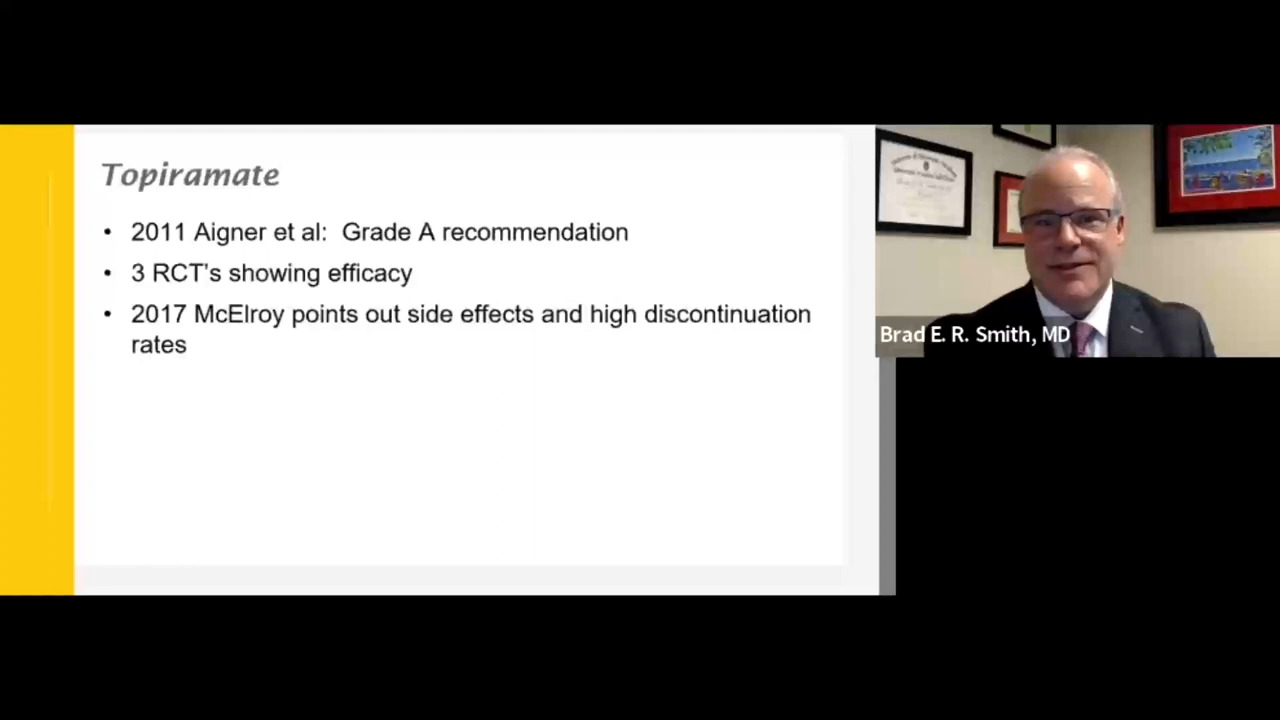 Topiramate
• 2011 Aigner et al: Grade A recommendation
• 3 RCT's showing efficacy
• 2017 McElroy points out side effects and high discontinuation
rates
Brad E. R. Smith, MD